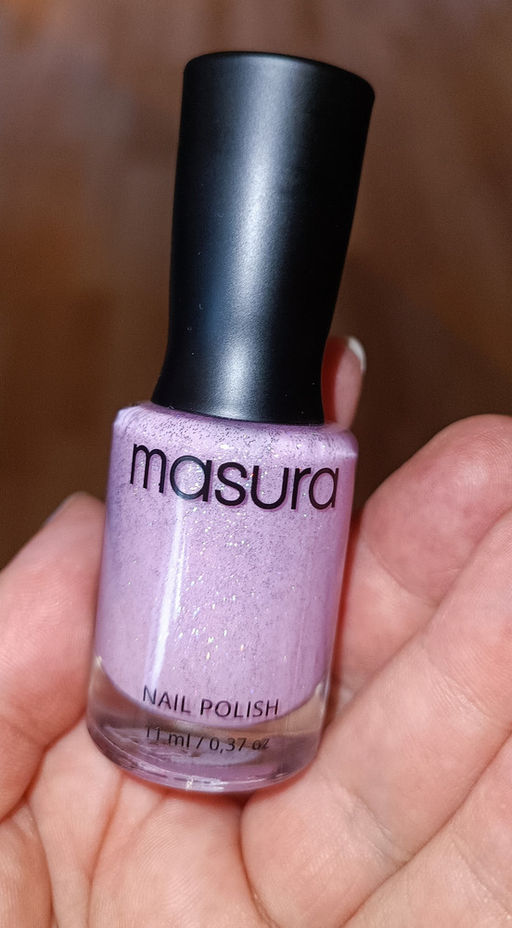 masura
NAIL POLISH
11 ml / 0,37 oz